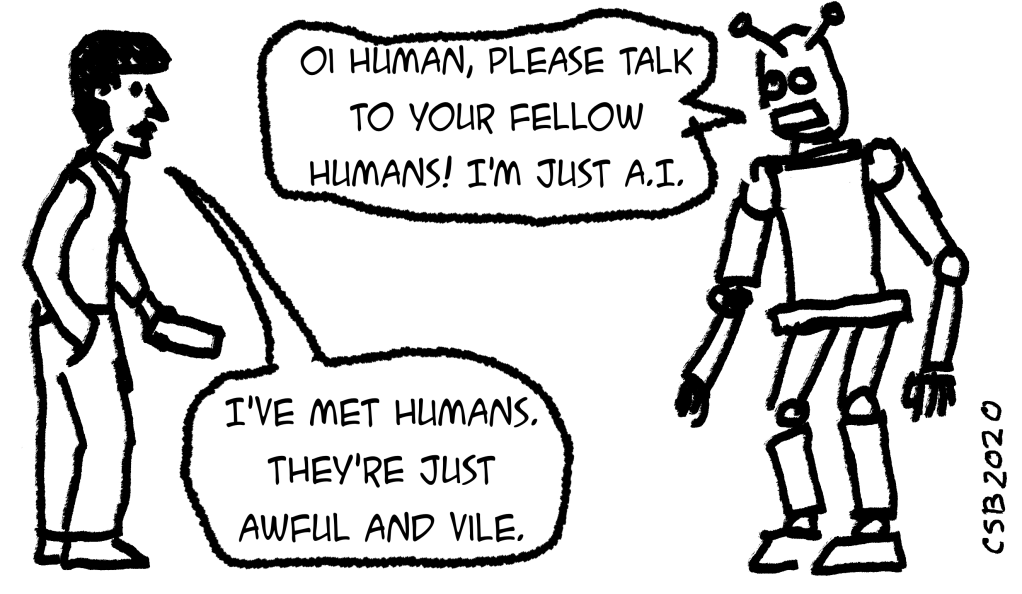 OI HUMAN, PLEASE TALK
TO YOUR FELLOW
HUMANS! I'M JUST A.I.
I'VE MET HUMANS.
THEY'RE JUST
AWFUL AND VILE.
CSB2020